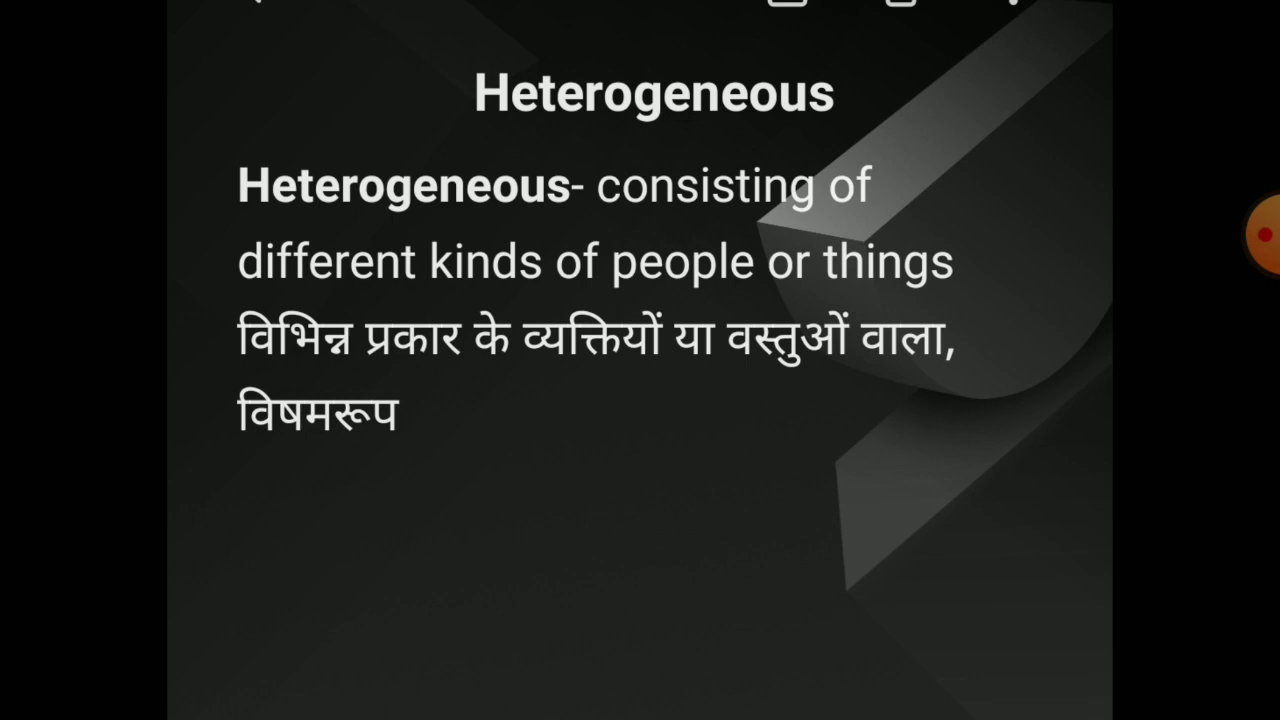 Heterogeneous
Heterogeneous- consisting of
different kinds of people or things
विभिन्न प्रकार के व्यक्तियों या वस्तुओं वाला,
विषमरूप